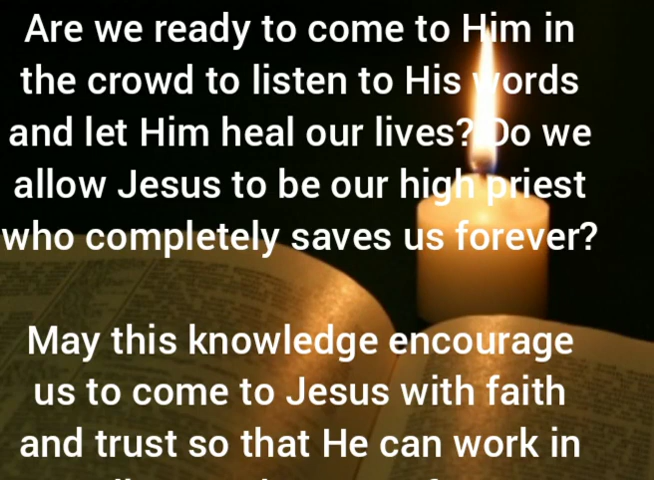 Are we ready to come to Him in
the crowd to listen to His words
and let Him heal our lives? Do we
allow Jesus to be our high priest
who completely saves us forever?
May this knowledge encourage
us to come to Jesus with faith
and trust so that He can work in